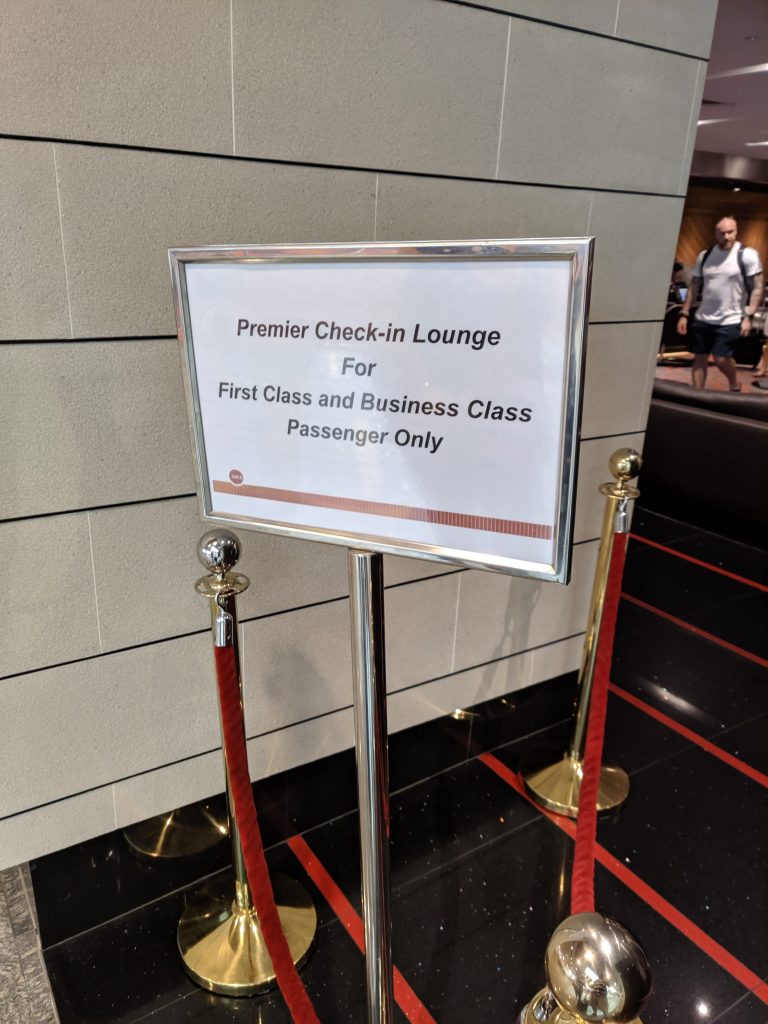 Premier Check-in Lounge
For
First Class and Business Class
Passenger Only